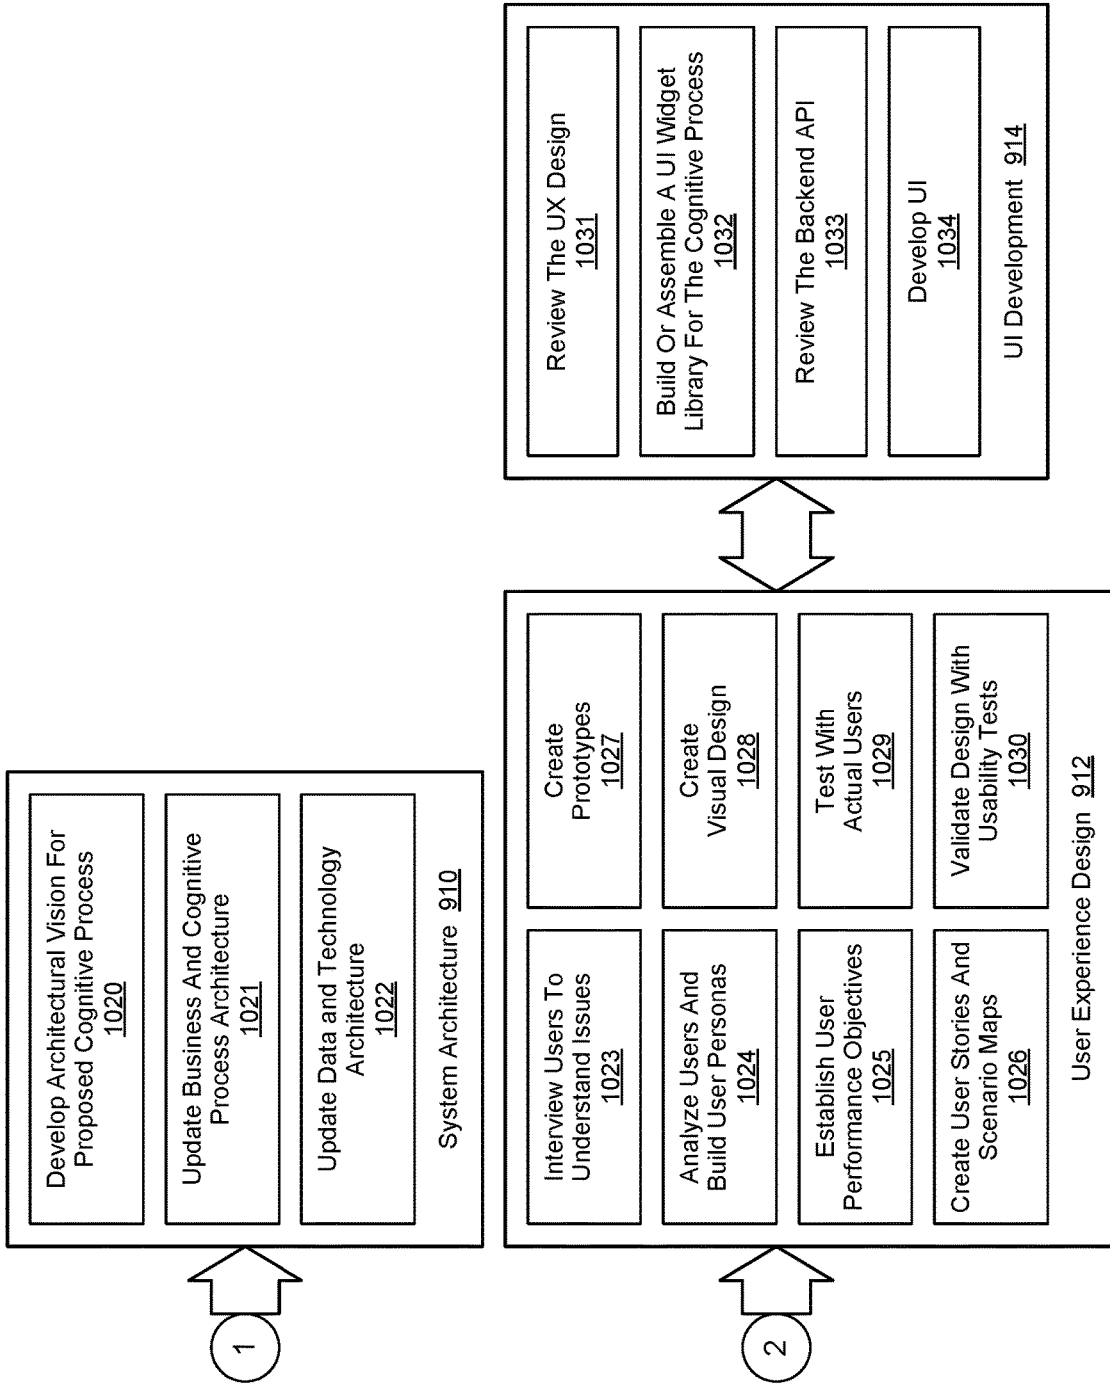 1
Develop Architectural Vision For
Proposed Cognitive Process
1020
Update Business And Cognitive
Process Architecture
1021
Update Data and Technology
Architecture
1022
System Architecture 910
2
Interview Users To
Understand Issues
1023
Analyze Users And
Build User Personas
1024
Establish User
Performance Objectives
1025
Create User Stories And
Scenario Maps
1026
Create
Prototypes
1027
Create
Visual Design
1028
Test With
Actual Users
1029
Validate Design With
Usability Tests
1030
User Experience Design 912
Review The UX Design
1031
Build Or Assemble A UI Widget
Library For The Cognitive Process
1032
Review The Backend API
1033
Develop UI
1034
UI Development 914